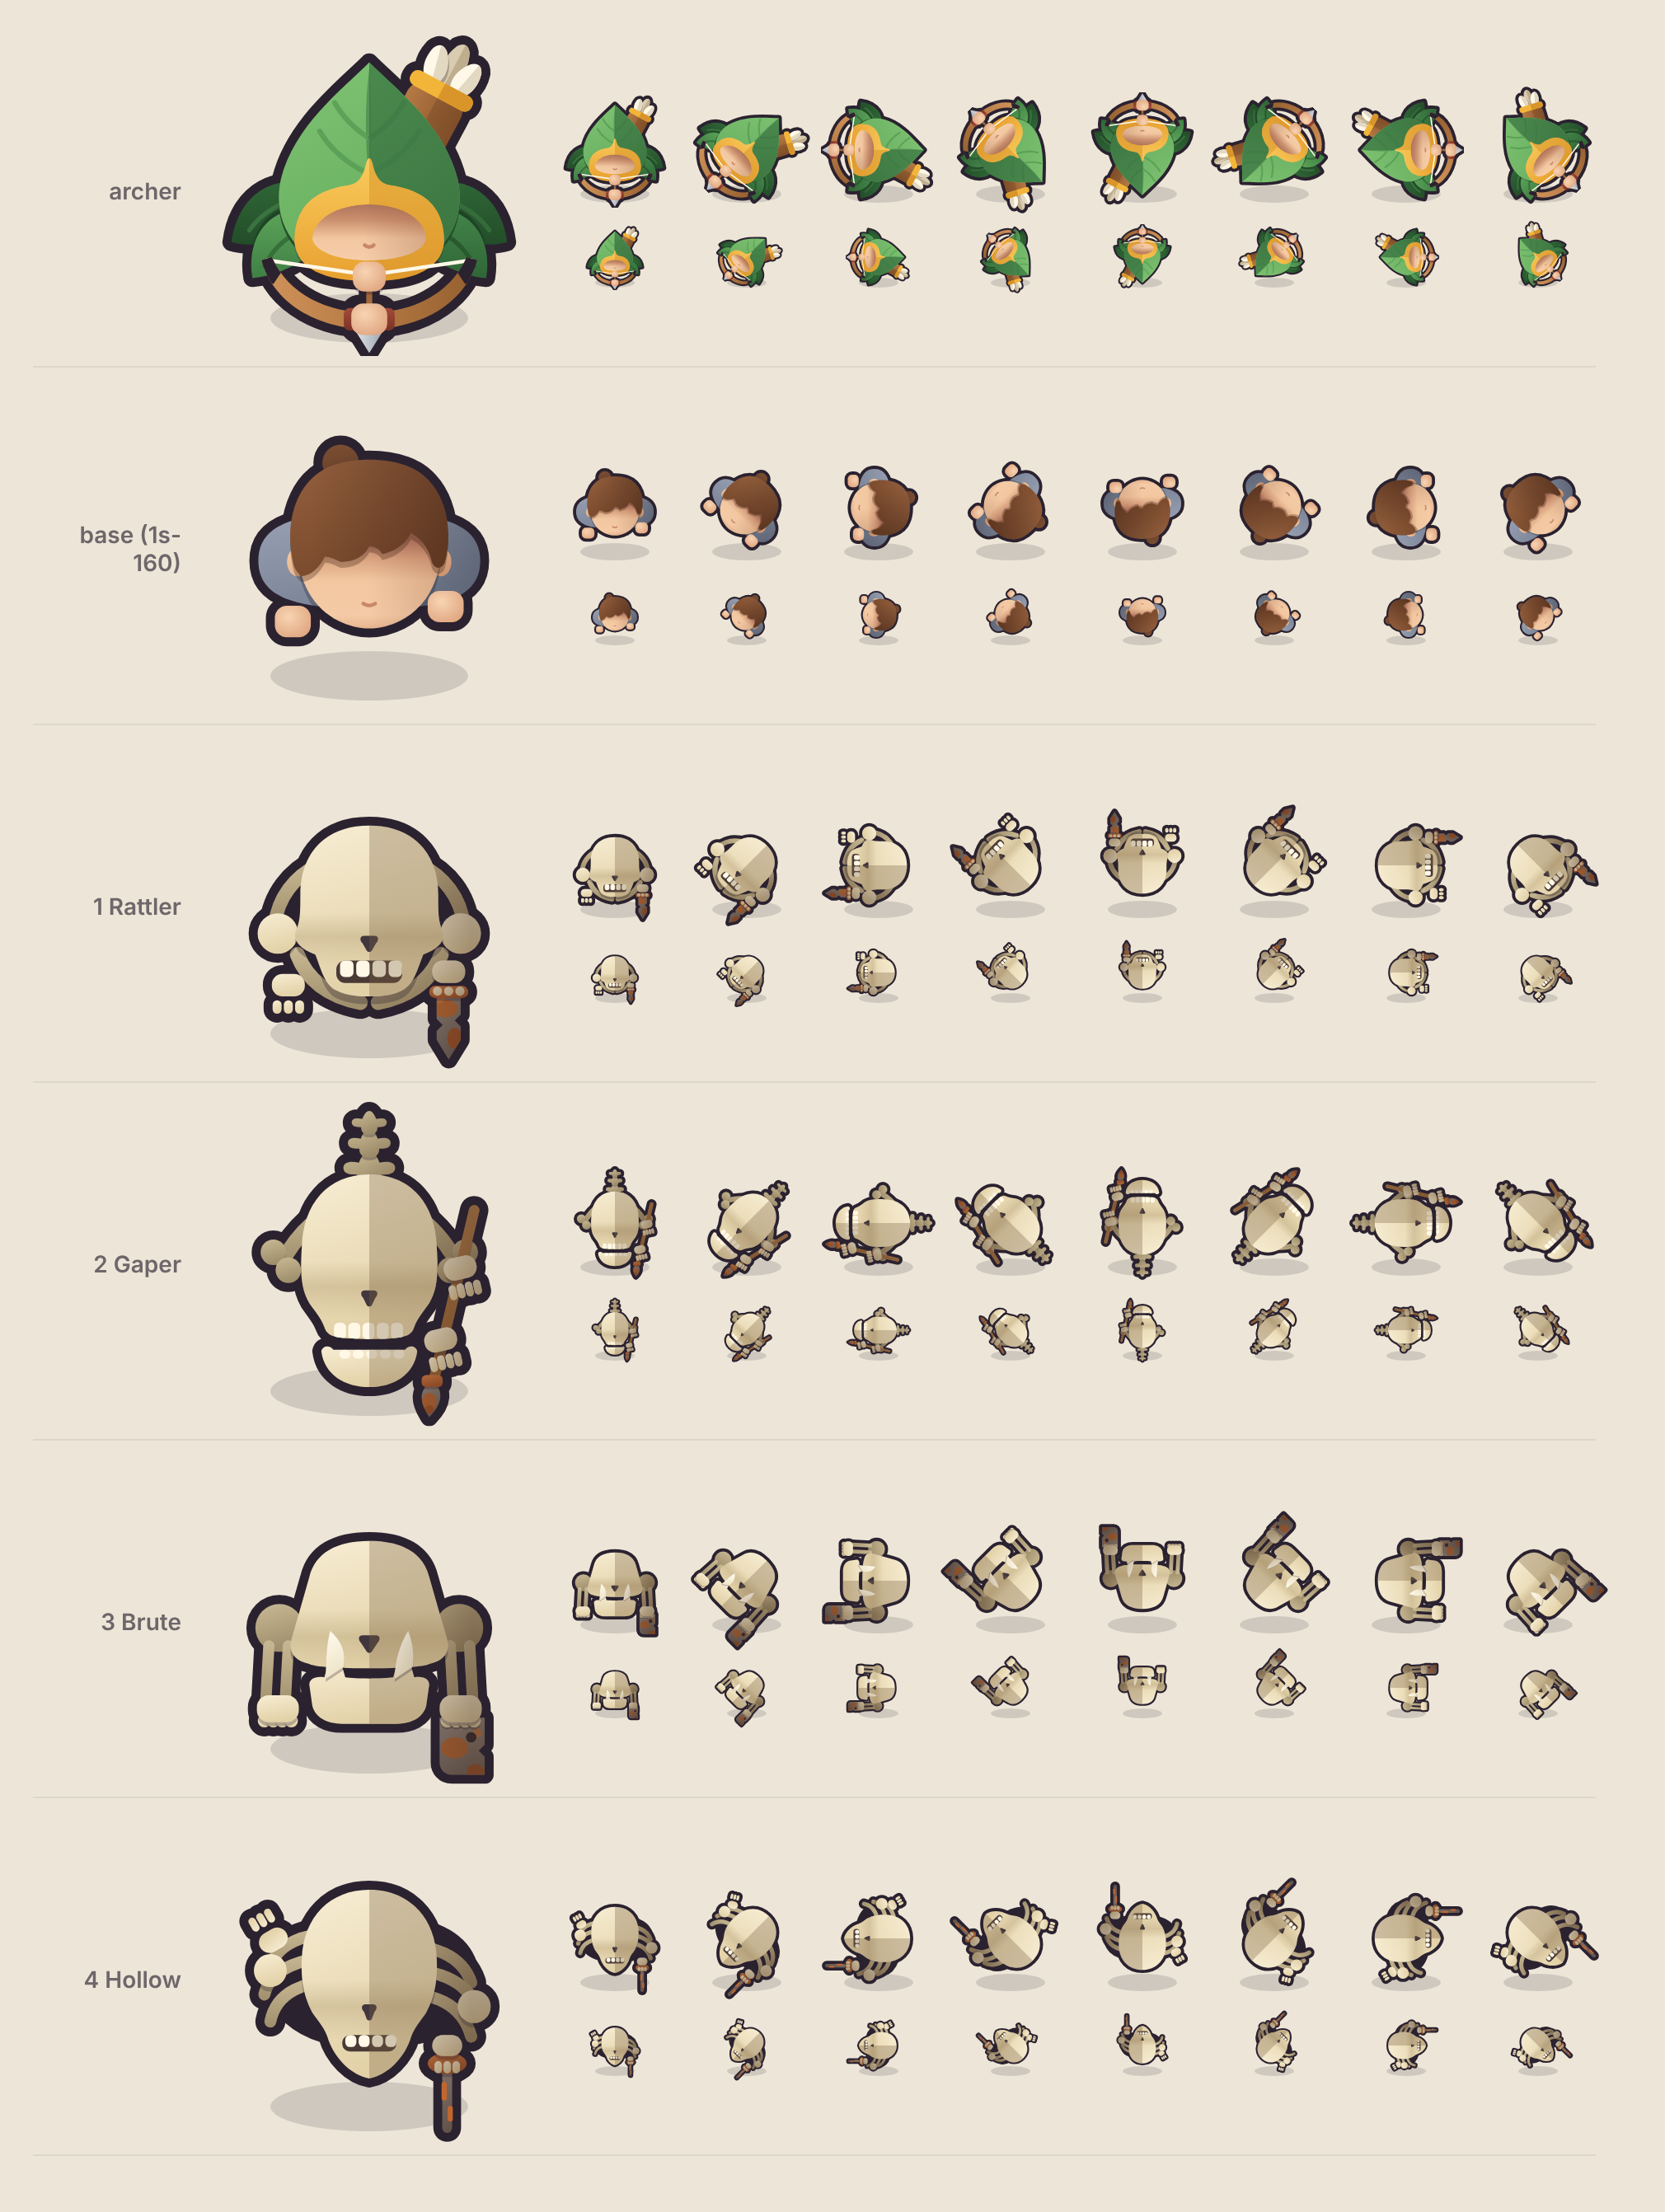 archer
base (1s-
160)
1 Rattler
2 Gaper
3 Brute
4 Hollow